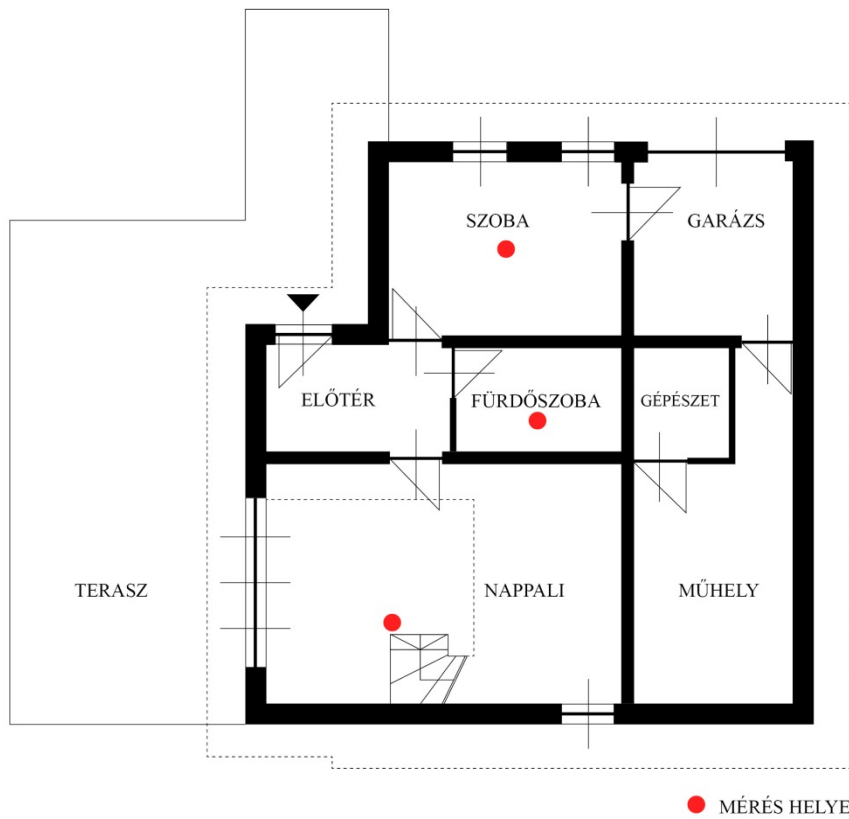 SZOBA
GARÁZS
ELŐTÉR
FÜRDŐSZOBA
GÉPÉSZET
TERASZ
NAPPALI
MŰHELY
MÉRÉS HELYE